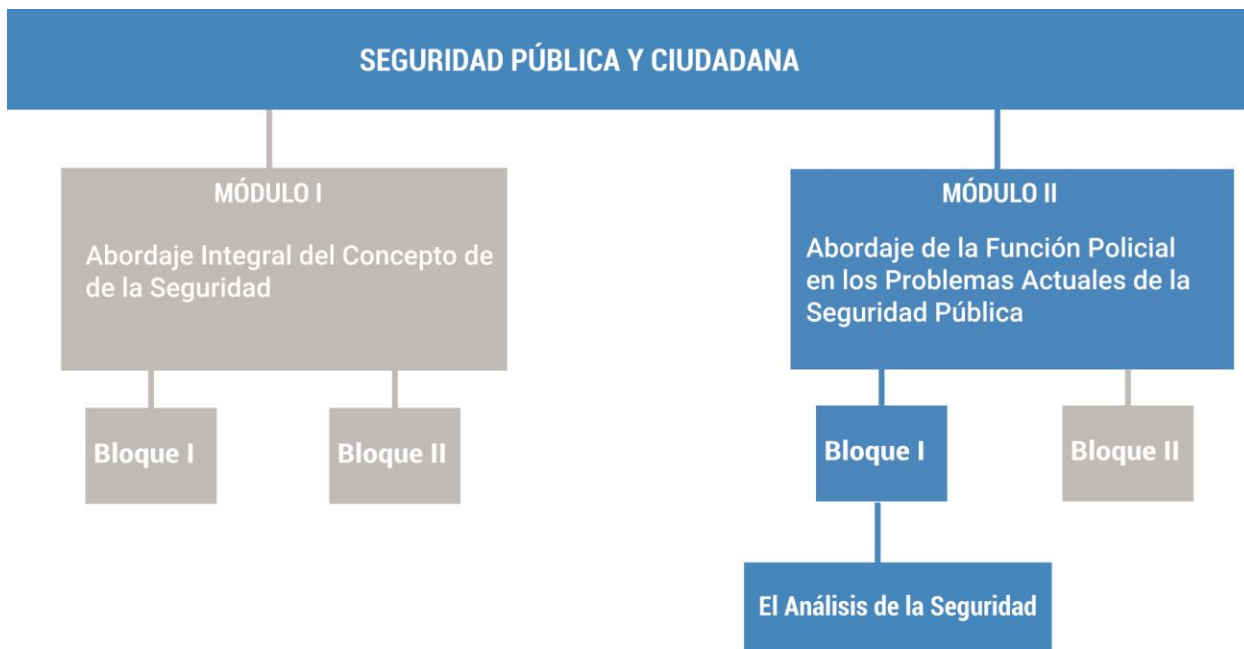 SEGURIDAD PÚBLICA Y CIUDADANA
MÓDULO I
Abordaje Integral del Concepto de
de la Seguridad
Bloque I
Bloque II
MÓDULO II
Abordaje de la Función Policial
en los Problemas Actuales de la
Seguridad Pública
Bloque I
Bloque II
El Análisis de la Seguridad